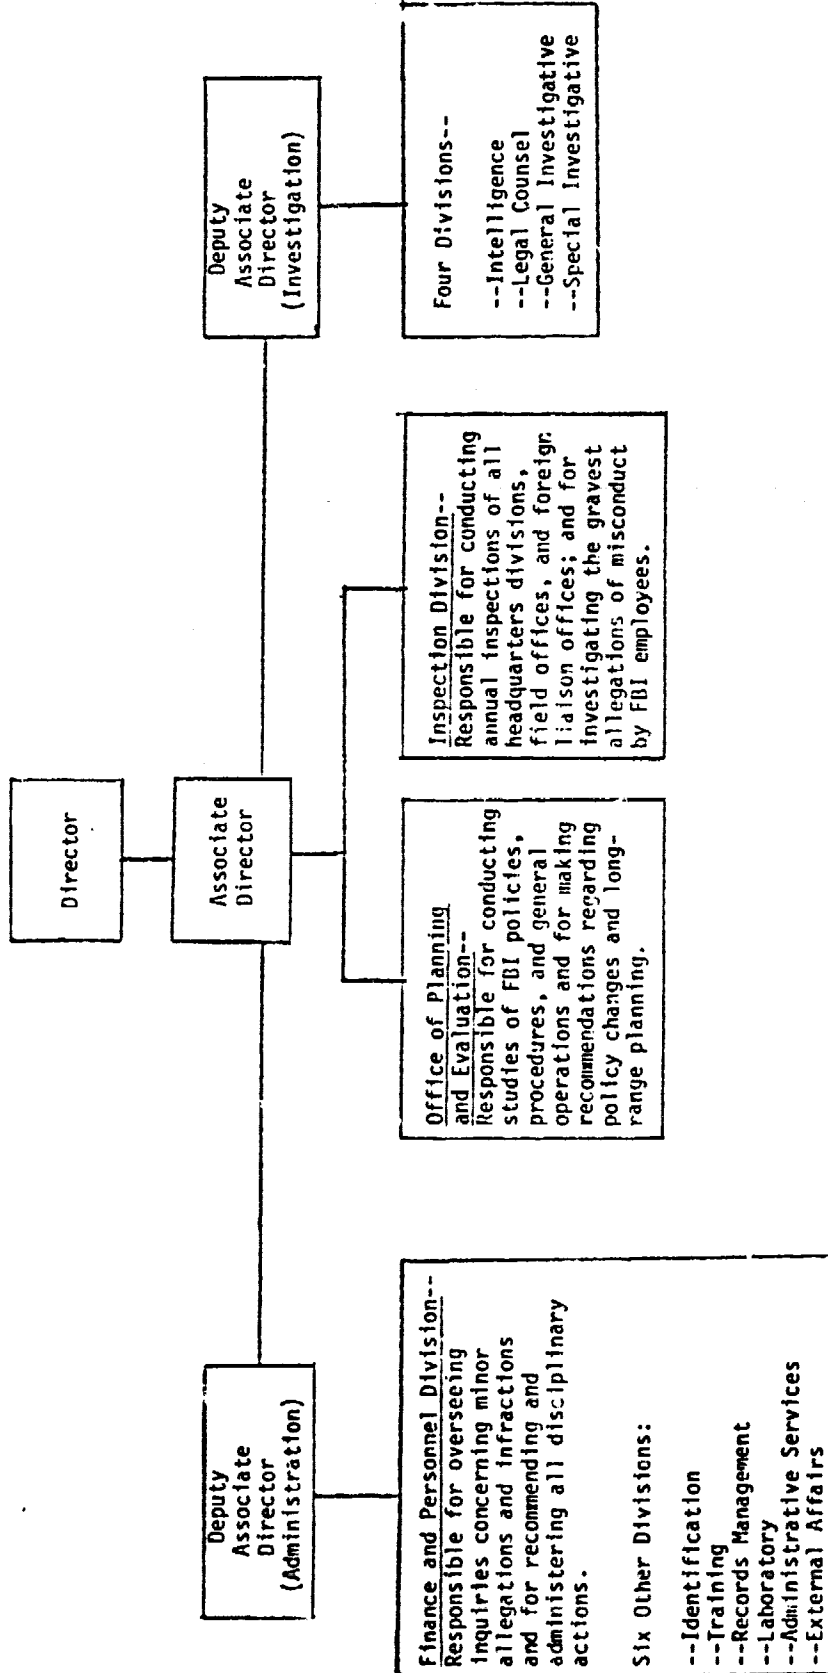 Director
Associate
Director
Deputy
Associate
Director
(Administration)
Deputy
Associate
Director
(Investigation)
Finance and Personnel Division--
Responsible for overseeing
inquiries concerning minor
allegations and infractions
and for recommending and
administering all disciplinary
actions.
Six Other Divisions:
--Identification
--Training
--Records Management
--Laboratory
--Administrative Services
--External Affairs
Office of Planning
and Evaluation--
Responsible for conducting
studies of FBI policies,
procedures, and general
operations and for making
recommendations regarding
policy changes and long-
range planning.
Inspection Division--
Responsible for conducting
annual inspections of all
headquarters divisions,
field offices, and foreign
liaison offices; and for
investigating the gravest
allegations of misconduct
by FBI employees.
Four Divisions--
--Intelligence
--Legal Counsel
--General Investigative
--Special Investigative